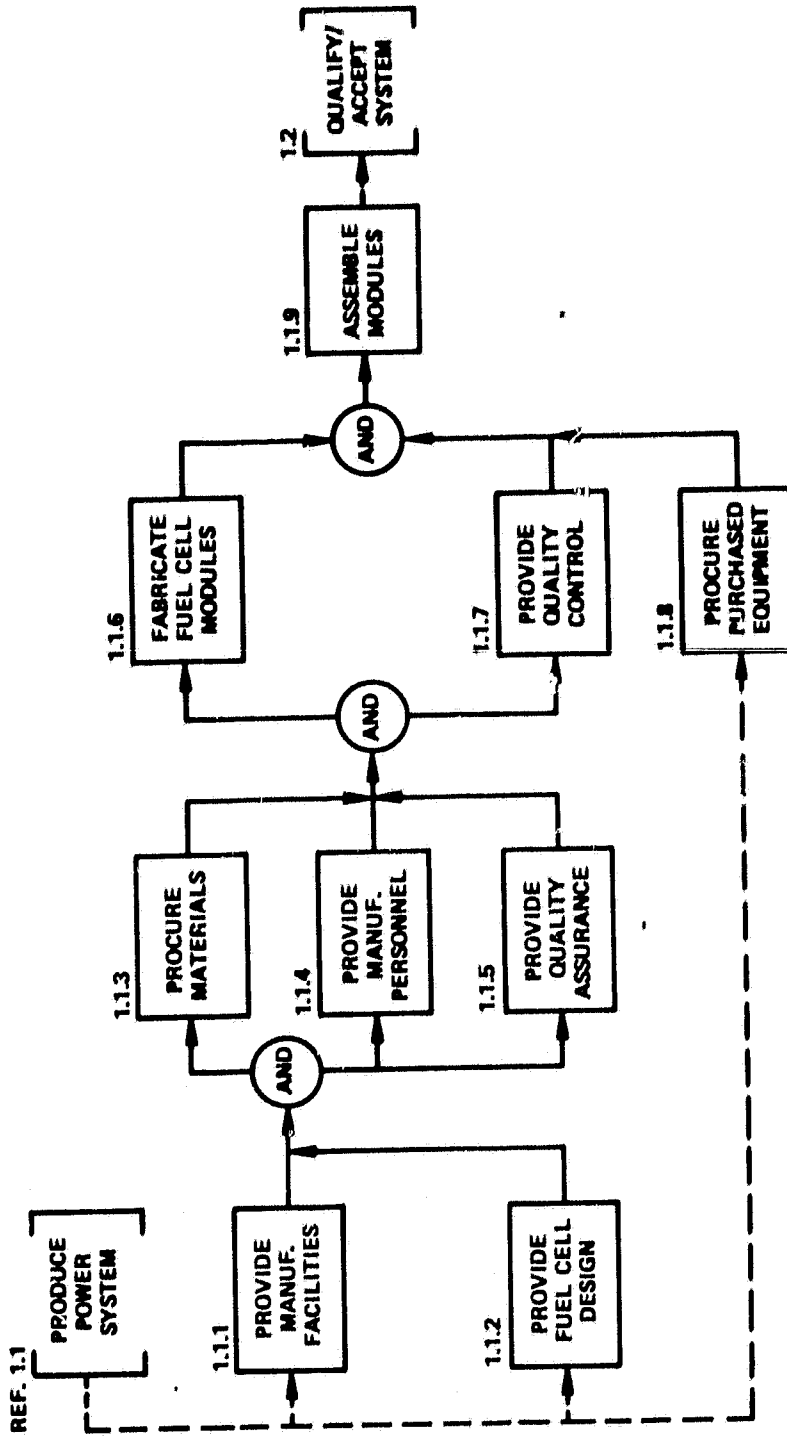 REF. 1.1
PRODUCE
POWER
SYSTEM
1.1.1
PROVIDE
MANUF.
FACILITIES
1.1.2
PROVIDE
FUEL CELL
DESIGN
AND
1.1.3
PROCURE
MATERIALS
1.1.4
PROVIDE
MANUF.
PERSONNEL
1.1.5
PROVIDE
QUALITY
ASSURANCE
AND
1.1.6
FABRICATE
FUEL CELL
MODULES
1.1.7
PROVIDE
QUALITY
CONTROL
1.1.8
PROCURE
PURCHASED
EQUIPMENT
AND
1.1.9
ASSEMBLE
MODULES
1.2
QUALIFY/
ACCEPT
SYSTEM